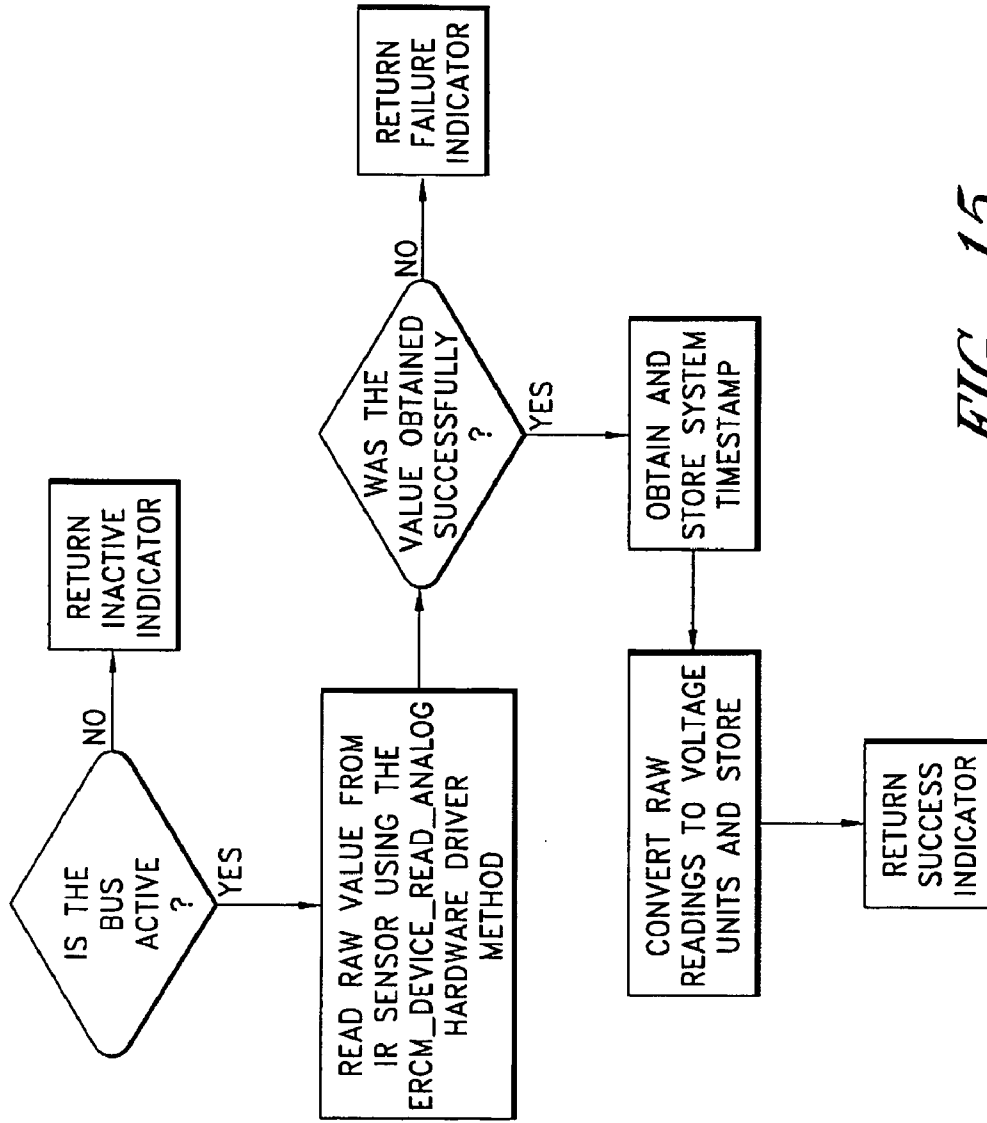 IS THE
BUS
ACTIVE
?
NO
RETURN
INACTIVE
INDICATOR
YES
READ RAW VALUE FROM
IR SENSOR USING THE
ERCM_DEVICE_READ_ANALOG
HARDWARE DRIVER
METHOD
WAS THE
VALUE OBTAINED
SUCCESSFULLY
?
NO
RETURN
FAILURE
INDICATOR
YES
OBTAIN AND
STORE SYSTEM
TIMESTAMP
CONVERT RAW
READINGS TO VOLTAGE
UNITS AND STORE
RETURN
SUCCESS
INDICATOR
FIG. 15